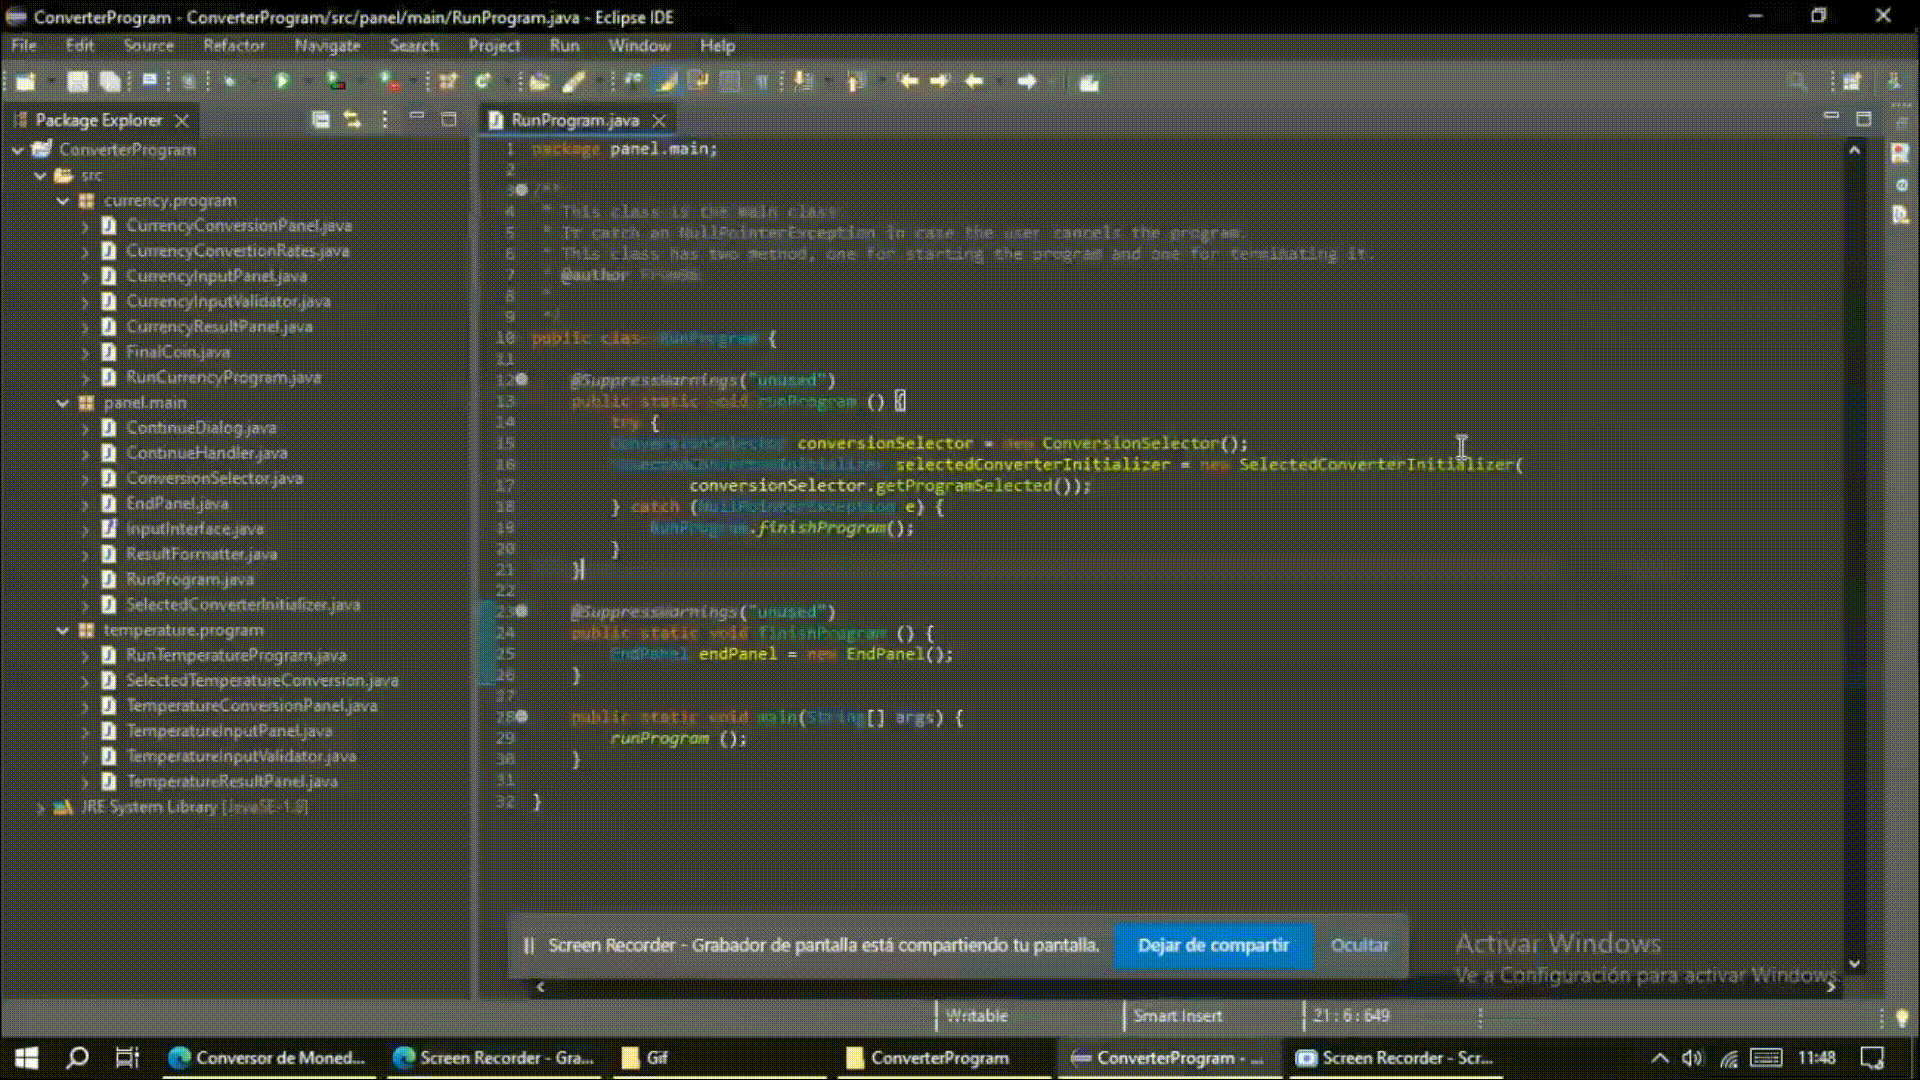 ConverterProgram - ConverterProgram/src/panel/main/RunProgram.java - Eclipse IDE
File Edit Source Refactor Navigate Search Project Run Window Help
Package Explorer
ConverterProgram
src
currency.program
CurrencyConversionPanel.java
CurrencyConvertionRates.java
CurrencyInputPanel.java
CurrencyInputValidator.java
CurrencyResultPanel.java
FinalCoin.java
RunCurrencyProgram.java
panel.main
ContinueDialog.java
ContinueHandler.java
ConversionSelector.java
EndPanel.java
InputInterface.java
ResultFormatter.java
RunProgram.java
SelectedConverterInitializer.java
temperature.program
RunTemperatureProgram.java
SelectedTemperatureConversion.java
TemperatureConversionPanel.java
TemperatureInputPanel.java
TemperatureInputValidator.java
TemperatureResultPanel.java
JRE System Library
RunProgram.java
1 package panel.main;
2
3 /**
4 * This class is the main class
5 * It catch an NullPointerException in case the user cancels the program.
6 * This class has two method, one for starting the program and one for terminating it.
7 * @author
8 *
9 */
10 public class RunProgram {
11
12 @SuppressWarnings("unused")
13 public static void runProgram () {
14 try {
15 ConversionSelector conversionSelector = new ConversionSelector();
16 SelectedConverterInitializer selectedConverterInitializer = new SelectedConverterInitializer(
17 conversionSelector.getProgramSelected());
18 } catch (NullPointerException e) {
19 RunProgram.finishProgram();
20 }
21 }
22
23 @SuppressWarnings("unused")
24 public static void finishProgram () {
25 EndPanel endPanel = new EndPanel();
26 }
27
28 public static void main(String[] args) {
29 runProgram ();
30 }
31
32 }
Screen Recorder - Grabador de pantalla está compartiendo tu pantalla. Dejar de compartir Ocultar
Activar Windows
Ve a Configuración para activar Windows.
Writable Smart Insert 21 : 6 : 649
Conversor de Moned... Screen Recorder - Gra... Gif ConverterProgram ConverterProgram - ... Screen Recorder - Scr... 11:48